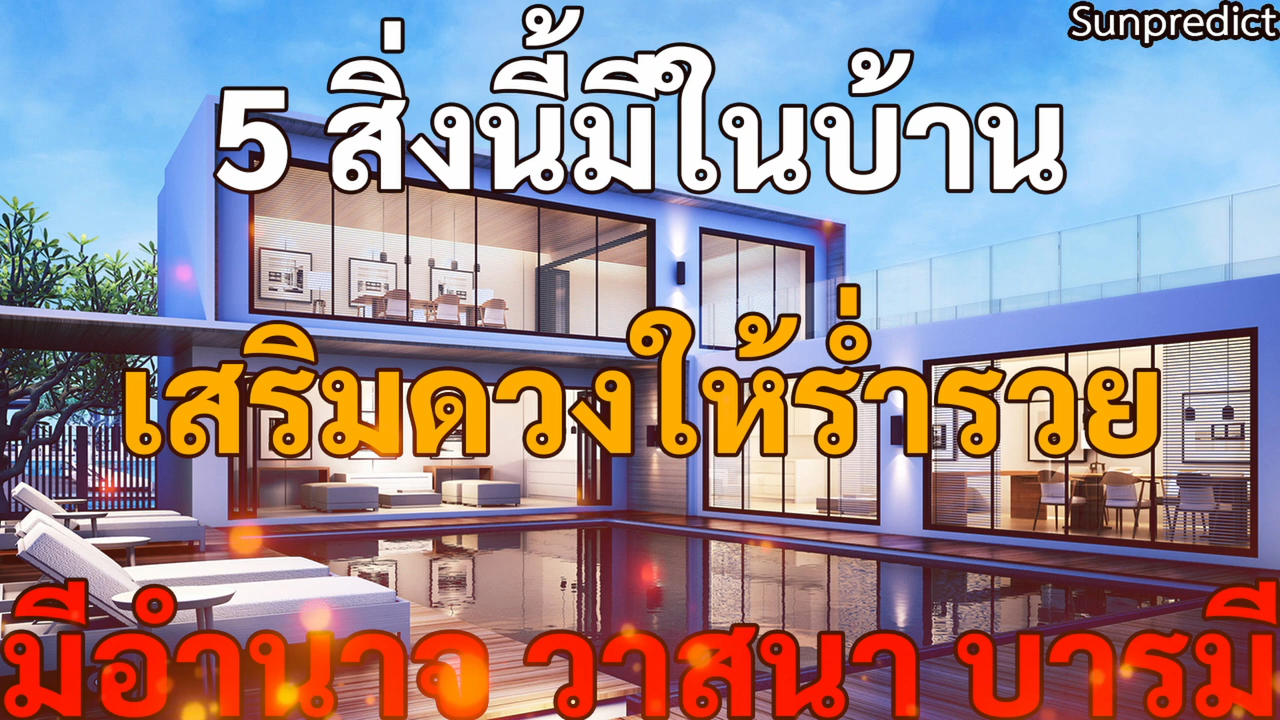 Sunpredict
5 สิ่งนี้มีในบ้าน
เสริมดวงให้ร่ำรวย
มีอำนาจ วาสนา บารมี